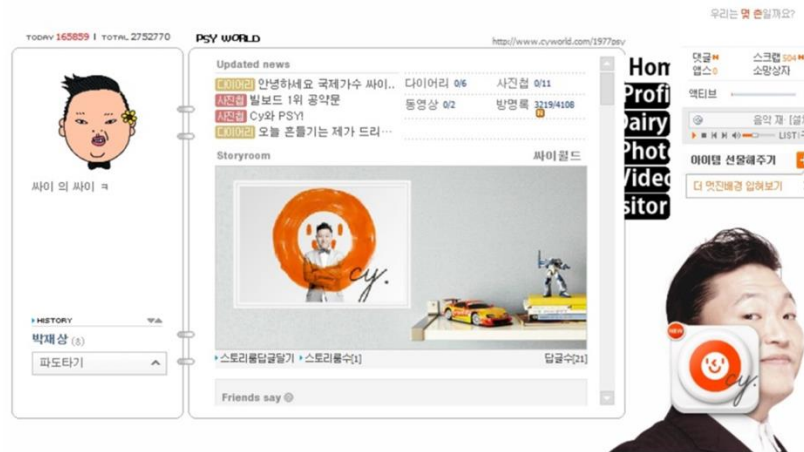 우리는 몇 촌일까요?
TODAY 165859 | TOTAL 2752770
PSY WORLD
http://www.cyworld.com/1977psy
Updated news
다이어리 안녕하세요 국제가수 싸이..
사진첩 빌보드 1위 공약문
사진첩 Cy와 PSY!
다이어리 오늘 흔들기는 제가 드리…
다이어리 0/6 사진첩 0/11
동영상 0/2 방명록 3219/4108
Storyroom 싸이월드
cy.
싸이 의 싸이 ㅋ
HISTORY
박재상 (8)
파도타기
스토리룸답글달기 스토리룸수[1] 답글수[21]
Friends say
Hom
Profi
Dairy
Phot
Video
sitor
댓글 N 스크랩 504 N
앱스 0 소망상자
액티브
음악 재· [설
LIST
아이템 선물해주기
더 멋진배경 입혀보기
NEW
cy.